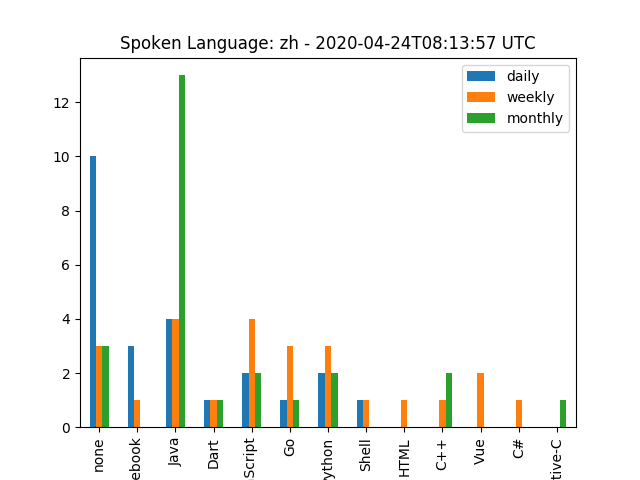 Spoken Language: zh - 2020-04-24T08:13:57 UTC
daily
weekly
monthly
12
10
8
6
4
2
0
none
ebook
Java
Dart
Script
Go
ython
Shell
HTML
C++
Vue
C#
tive-C